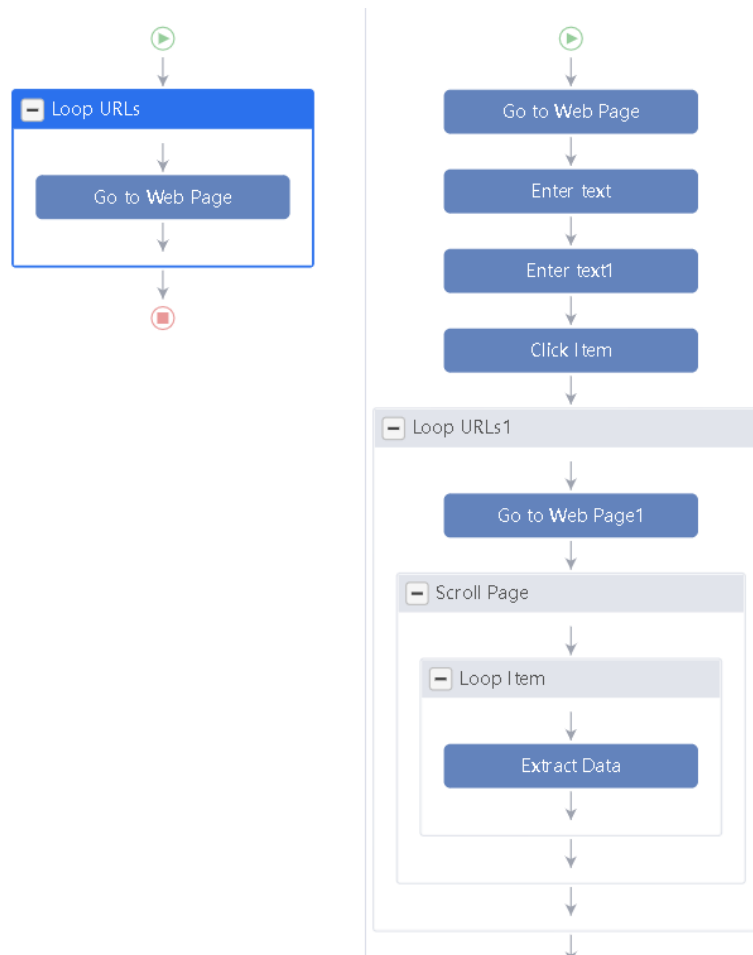 Loop URLs
Go to Web Page
Go to Web Page
Enter text
Enter text1
Click Item
Loop URLs1
Go to Web Page1
Scroll Page
Loop Item
Extract Data